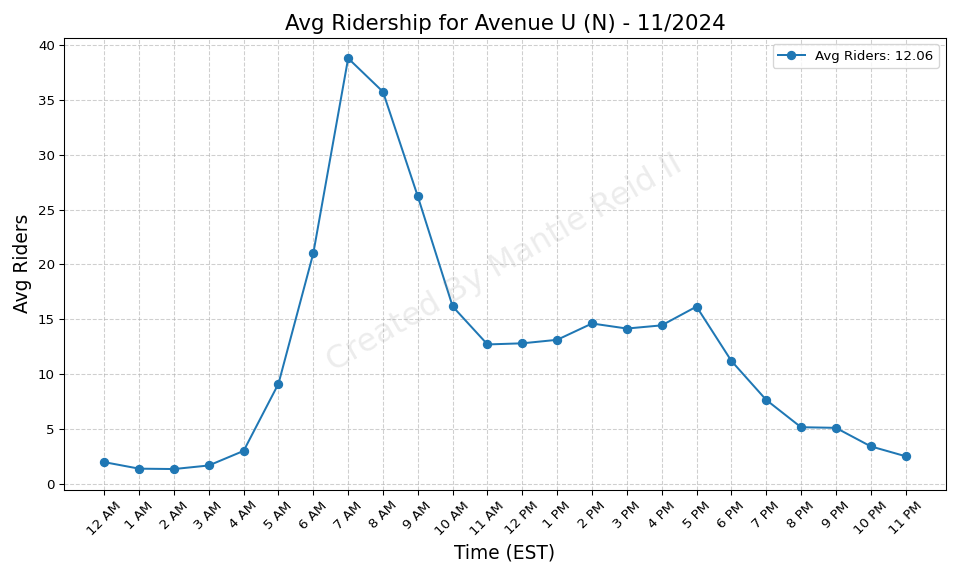 Avg Ridership for Avenue U (N) - 11/2024
Avg Riders: 12.06
Avg Riders
40
35
30
25
20
15
10
5
0
Created By Mantie Reid II
12 AM 1 AM 2 AM 3 AM 4 AM 5 AM 6 AM 7 AM 8 AM 9 AM 10 AM 11 AM 12 PM 1 PM 2 PM 3 PM 4 PM 5 PM 6 PM 7 PM 8 PM 9 PM 10 PM 11 PM
Time (EST)